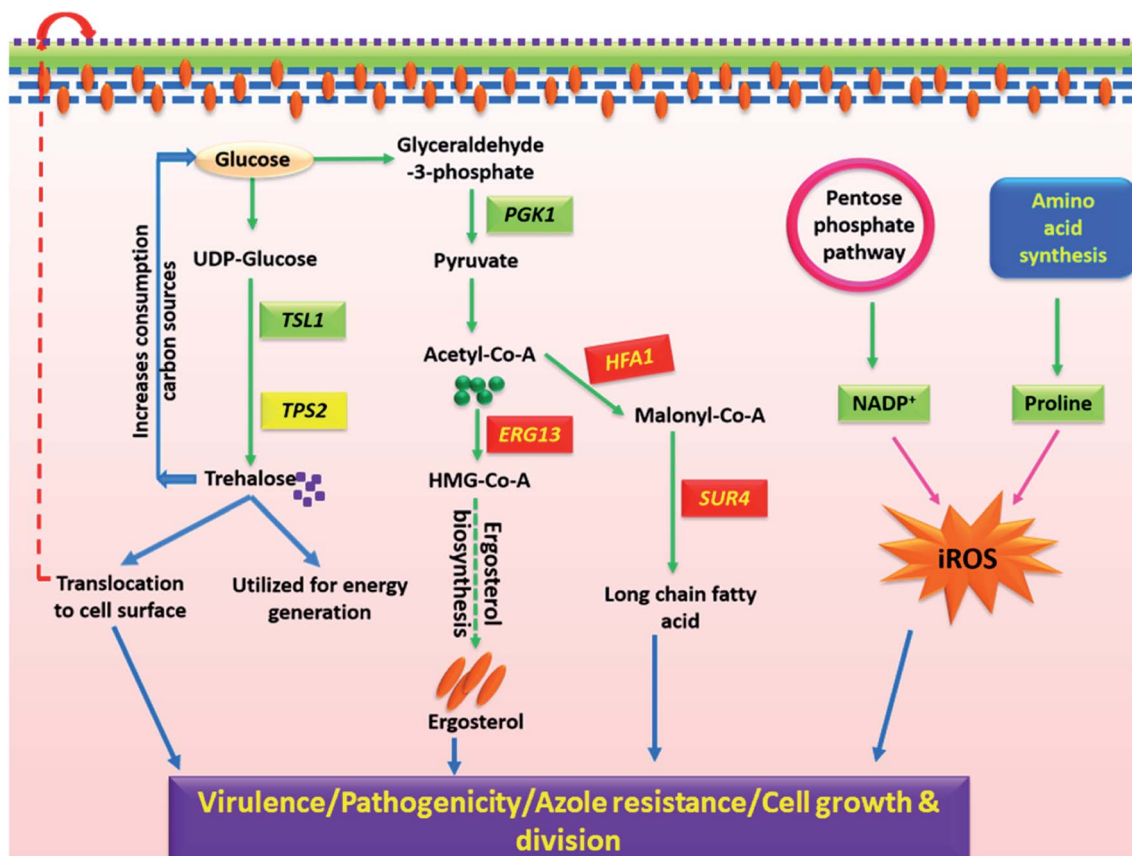 Glucose
Glyceraldehyde
-3-phosphate
PGK1
Pyruvate
UDP-Glucose
TSL1
TPS2
Trehalose
Increases consumption
carbon sources
Translocation
to cell surface
Utilized for energy
generation
Acetyl-Co-A
HFA1
Malonyl-Co-A
ERG13
HMG-Co-A
SUR4
Ergosterol
biosynthesis
Ergosterol
Long chain fatty
acid
Pentose
phosphate
pathway
Amino
acid
synthesis
NADP⁺
Proline
iROS
Virulence/Pathogenicity/Azole resistance/Cell growth &
division